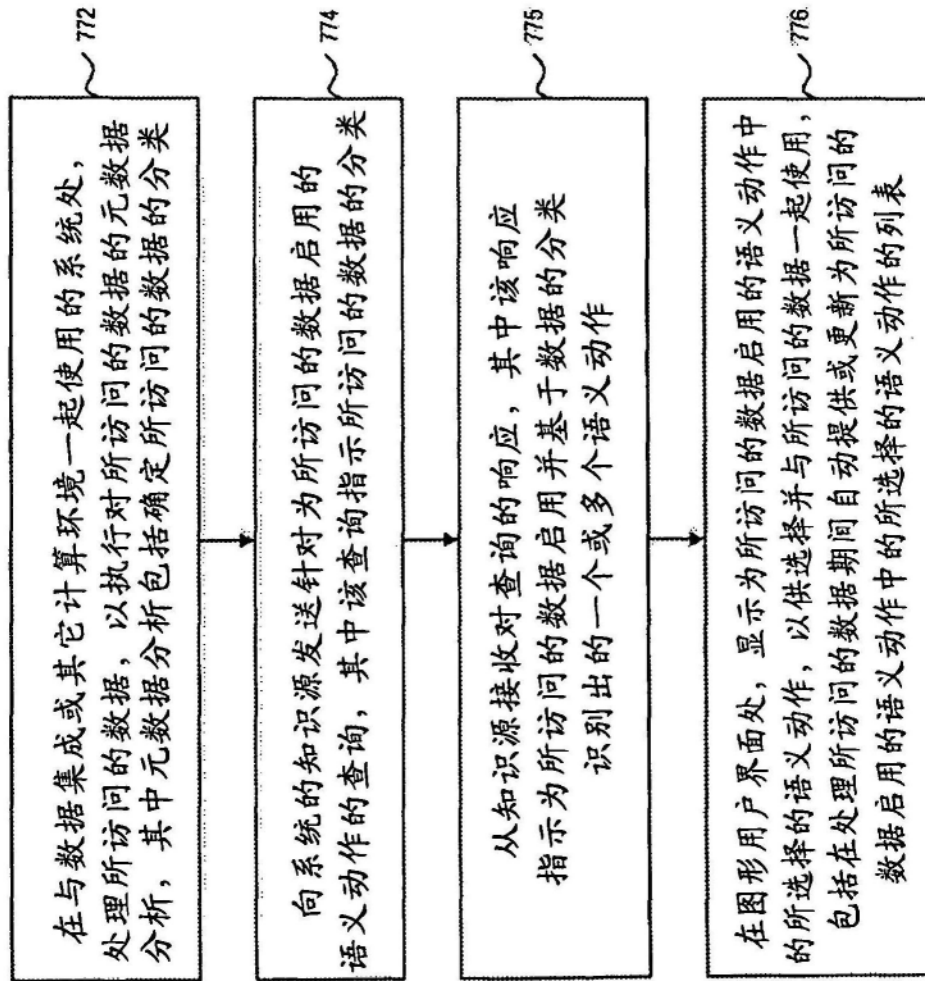 772
在与数据集成或其它计算环境一起使用的系统处，
处理所访问的数据，以执行对所访问的数据的元数据
分析，其中元数据分析包括确定所访问的数据的分类
774
向系统的知识源发送针对为所访问的数据启用的
语义动作的查询，其中该查询指示所访问的数据的分类
775
从知识源接收对查询的响应，其中该响应
指示为所访问的数据启用并基于数据的分类
识别出的一个或多个语义动作
776
在图形用户界面处，显示为所访问的数据启用的语义动作中
的所选择的语义动作，以供选择并与所访问的数据一起使用，
包括在处理所访问的数据期间自动提供或更新为所访问的
数据启用的语义动作中的所选择的语义动作的列表